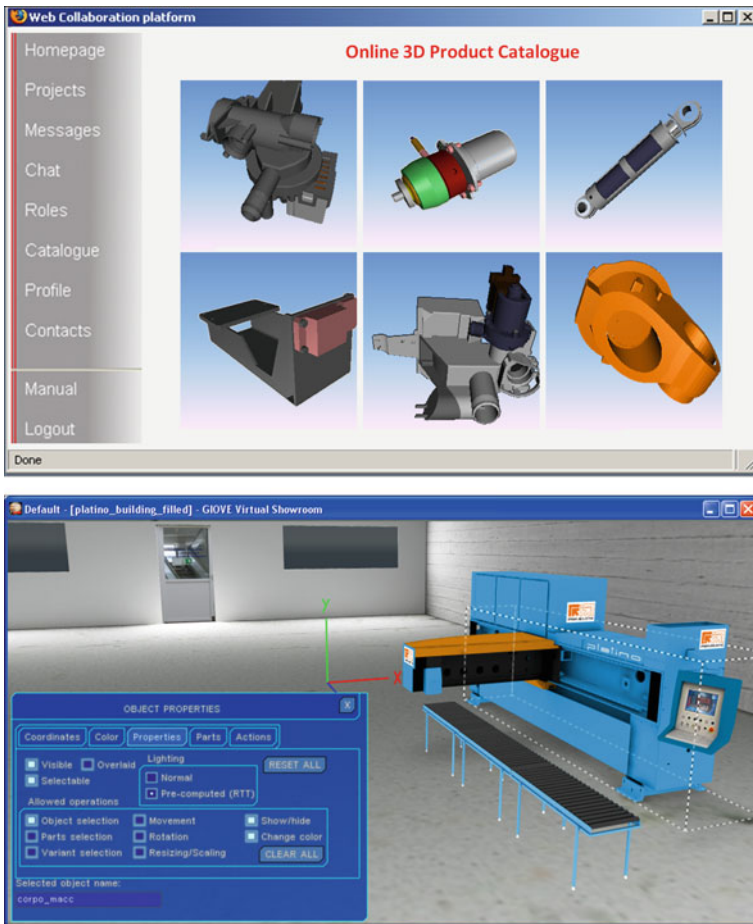 Web Collaboration platform
Homepage
Projects
Messages
Chat
Roles
Catalogue
Profile
Contacts
Manual
Logout
Online 3D Product Catalogue
Done
Default - [platino_building_filled] - GIOVE Virtual Showroom
Y
X
platino
OBJECT PROPERTIES
X
Coordinates Color Properties Parts Actions
Visible Overlaid Lighting RESET ALL
Selectable Normal
Pre-computed (RTT)
Allowed operations
Object selection Movement Show/hide
Parts selection Rotation Change color
Variant selection Resizing/Scaling CLEAR ALL
Selected object name:
corpo_macc